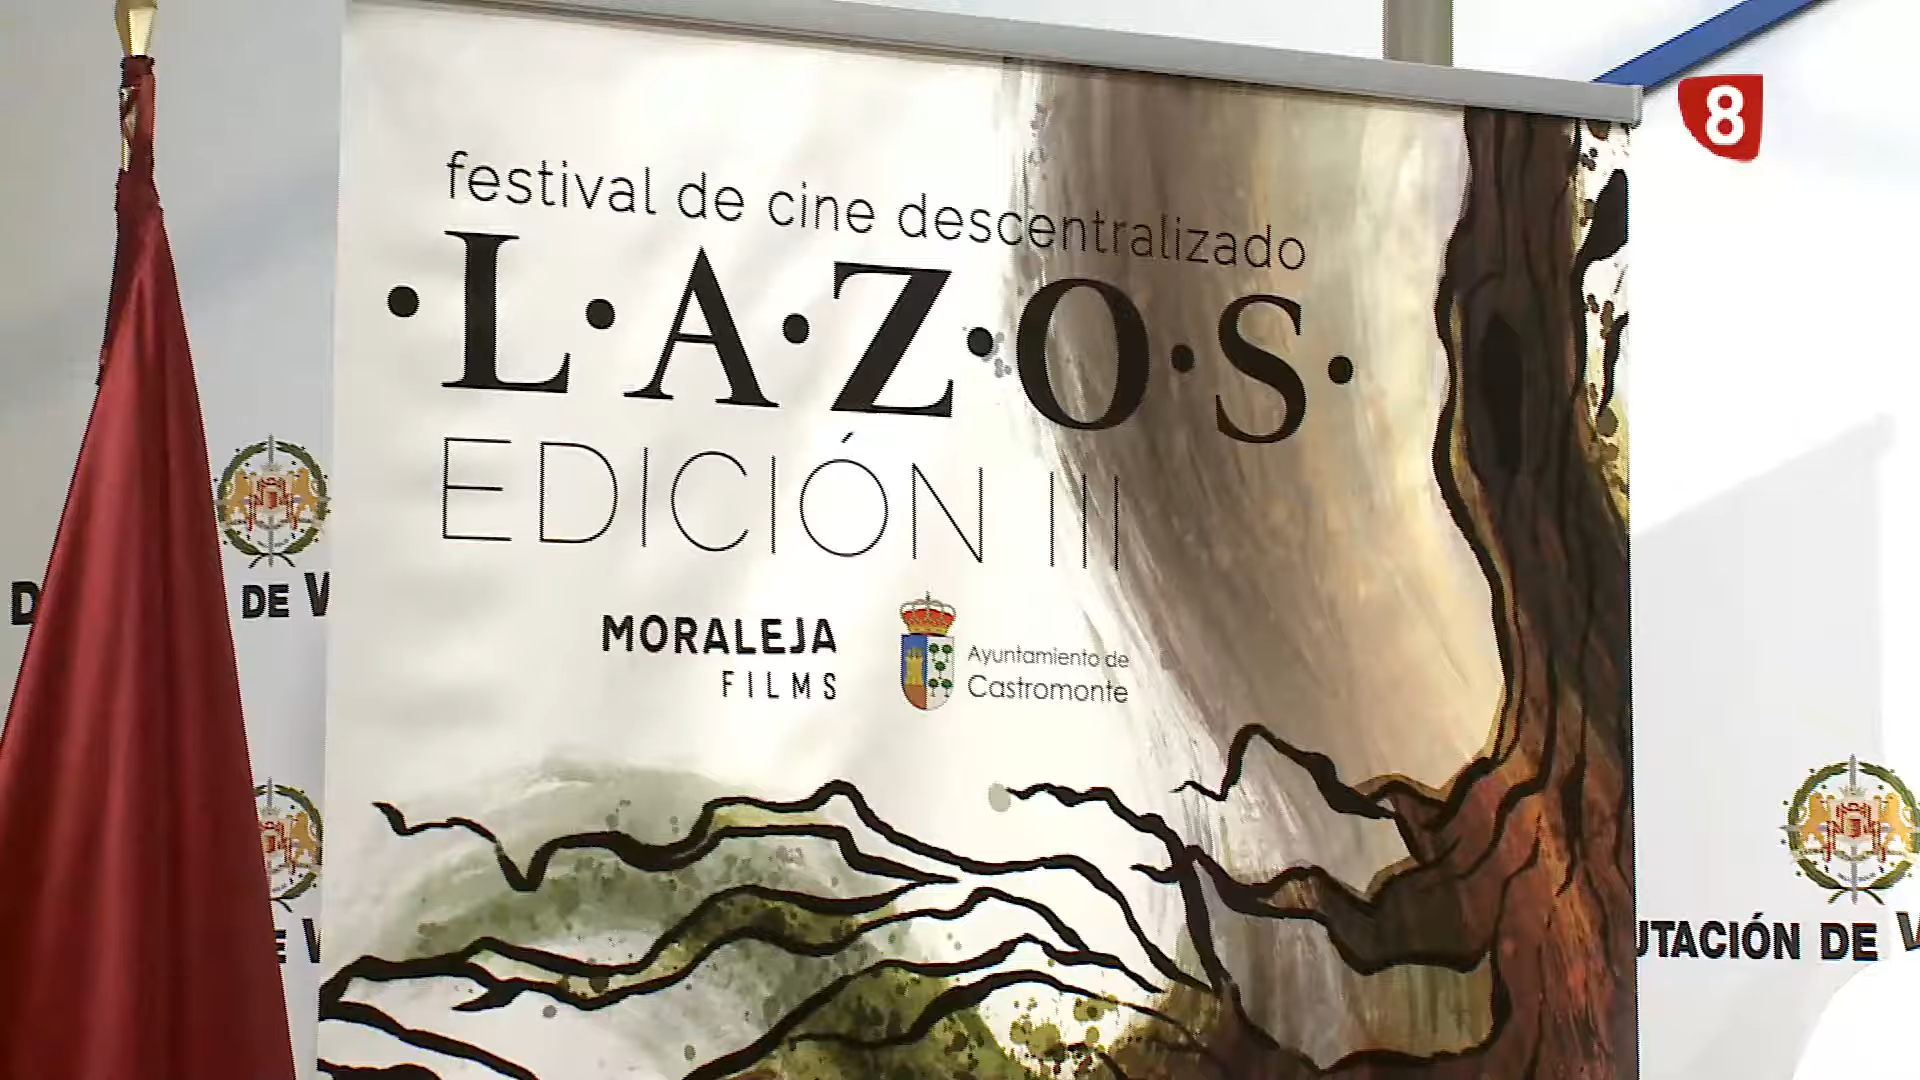 8
festival de cine descentralizado
·L·A·Z·O·S·
EDICIÓN III
MORALEJA
FILMS
Ayuntamiento de
Castromonte
DE
UTACIÓN DE V